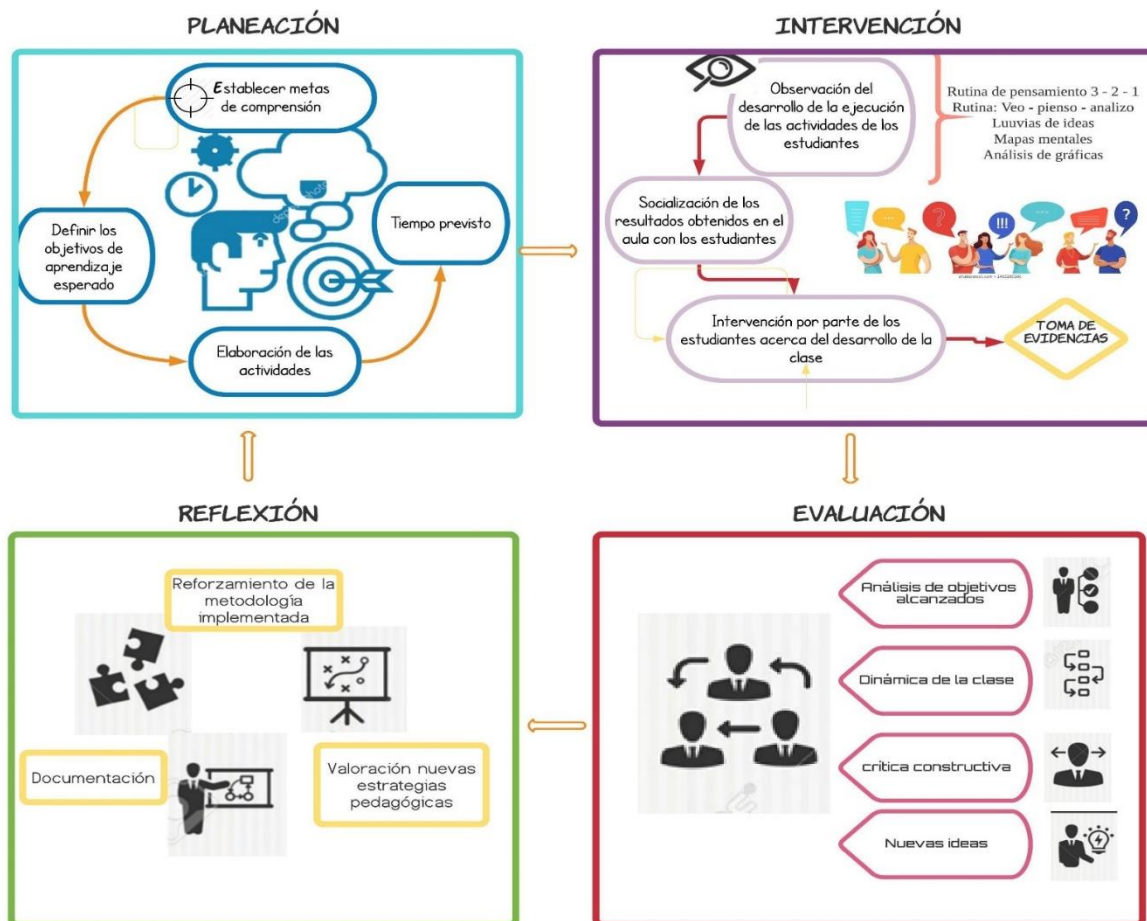 PLANEACIÓN
Establecer metas
de comprensión
Definir los
objetivos de
aprendizaje
esperado
Tiempo previsto
Elaboración de las
actividades
INTERVENCIÓN
Observación del
desarrollo de la ejecución
de las actividades de los
estudiantes
Rutina de pensamiento 3 - 2 - 1
Rutina: Veo - pienso - analizo
Luuvias de ideas
Mapas mentales
Análisis de gráficas
Socialización de los
resultados obtenidos en el
aula con los estudiantes
Intervención por parte de los
estudiantes acerca del desarrollo de la
clase
TOMA DE
EVIDENCIAS
REFLEXIÓN
Reforzamiento de la
metodología
implementada
Documentación
Valoración nuevas
estrategias
pedagógicas
EVALUACIÓN
Análisis de objetivos
alcanzados
Dinámica de la clase
crítica constructiva
Nuevas ideas